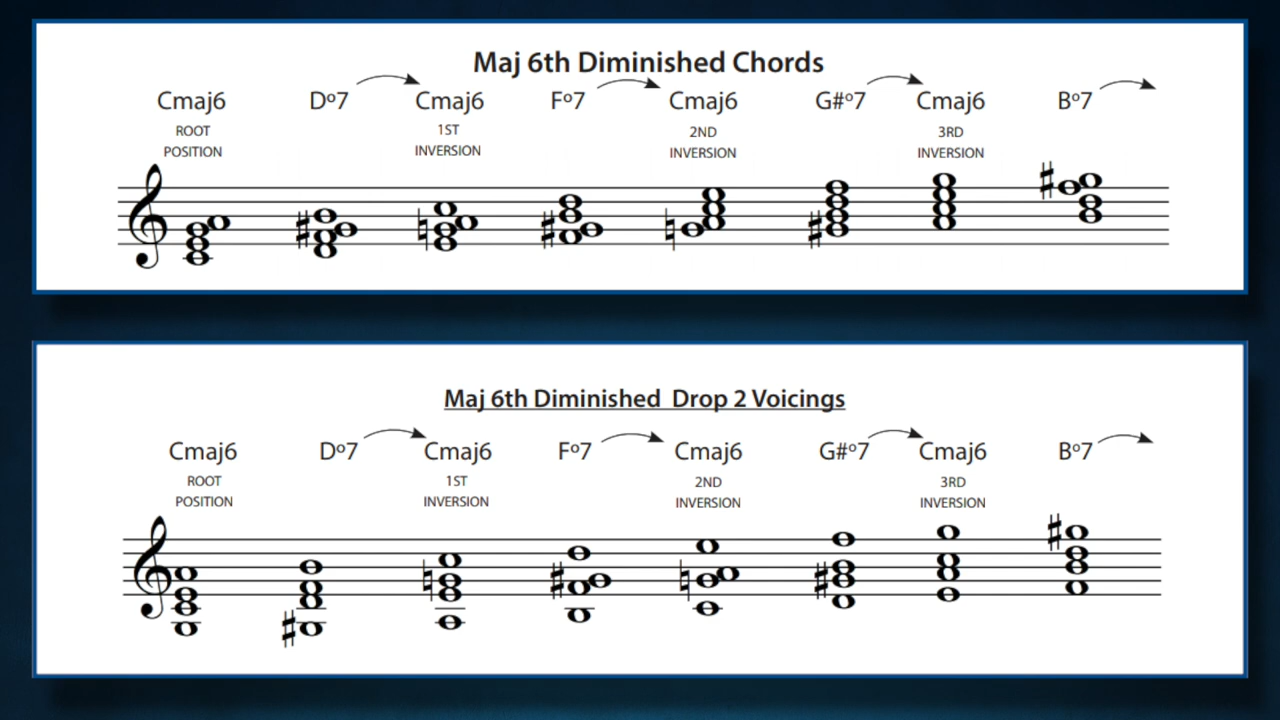 Maj 6th Diminished Chords
Cmaj6 Dº7 Cmaj6 Fº7 Cmaj6 G#º7 Cmaj6 Bº7
ROOT 1ST 2ND 3RD
POSITION INVERSION INVERSION INVERSION
Maj 6th Diminished Drop 2 Voicings
Cmaj6 Dº7 Cmaj6 Fº7 Cmaj6 G#º7 Cmaj6 Bº7
ROOT 1ST 2ND 3RD
POSITION INVERSION INVERSION INVERSION